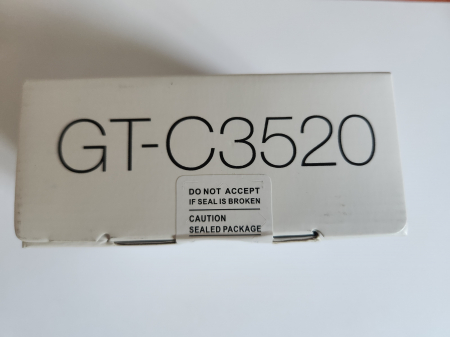 GT-C3520
DO NOT ACCEPT
IF SEAL IS BROKEN
CAUTION
SEALED PACKAGE